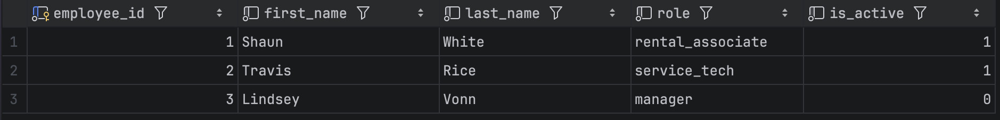 employee_id first_name last_name role is_active
1 1 Shaun White rental_associate 1
2 2 Travis Rice service_tech 1
3 3 Lindsey Vonn manager 0